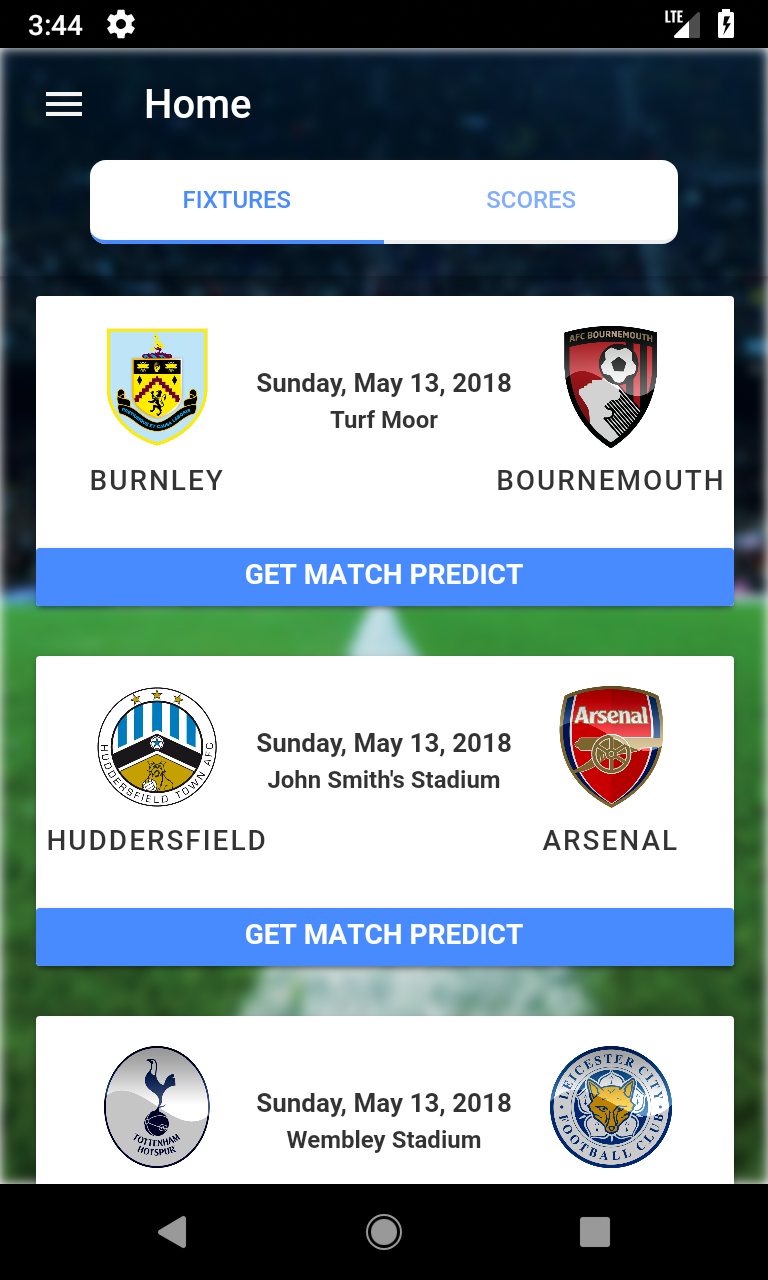 3:44
LTE
Home
FIXTURES SCORES
AFC BOURNEMOUTH
Sunday, May 13, 2018
Turf Moor
BURNLEY BOURNEMOUTH
GET MATCH PREDICT
HUDDERSFIELD TOWN AFC
Arsenal
Sunday, May 13, 2018
John Smith's Stadium
HUDDERSFIELD ARSENAL
GET MATCH PREDICT
TOTTENHAM
HOTSPUR
LEICESTER CITY
FOOTBALL CLUB
Sunday, May 13, 2018
Wembley Stadium